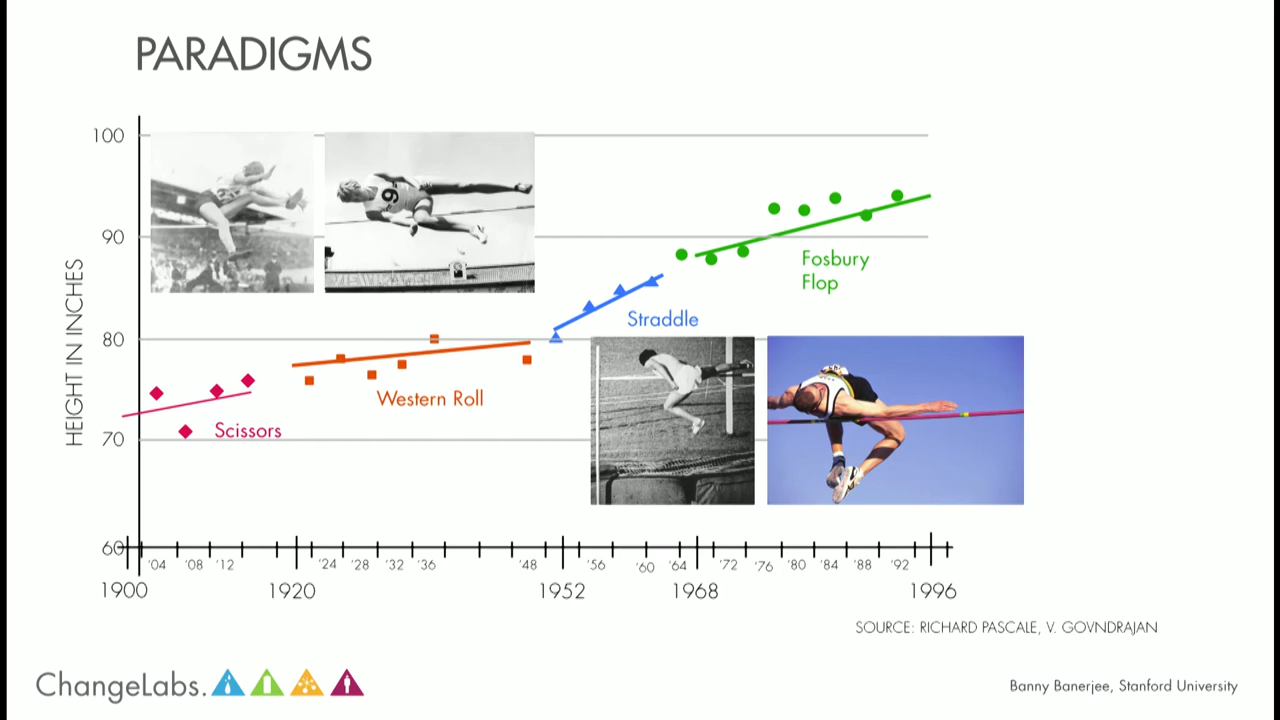 PARADIGMS
HEIGHT IN INCHES
100
90
80
70
60
9
Scissors
Western Roll
Straddle
Fosbury
Flop
'04 '08 '12 '24 '28 '32 '36 '48 '56 '60 '64 '72 '76 '80 '84 '88 '92
1900 1920 1952 1968 1996
SOURCE: RICHARD PASCALE, V. GOVNDRAJAN
ChangeLabs.
Banny Banerjee, Stanford University